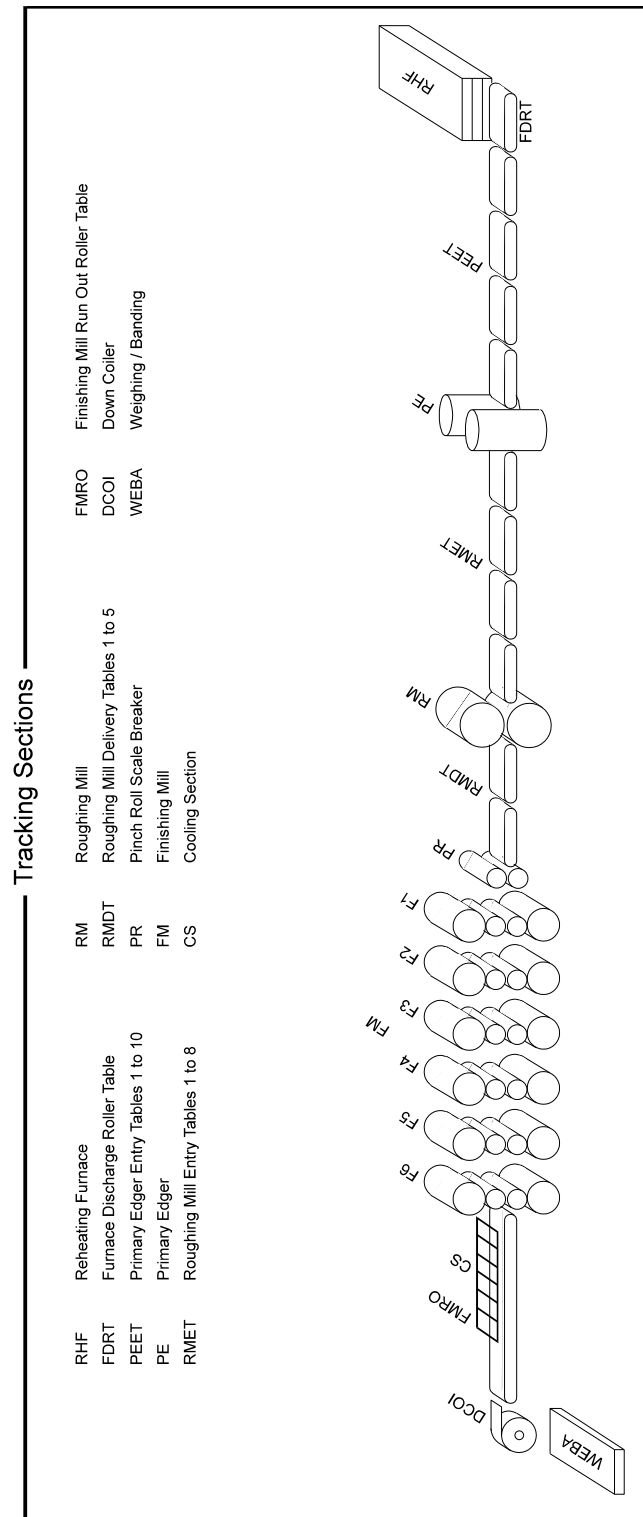 Tracking Sections
RHF Reheating Furnace
FDRT Furnace Discharge Roller Table
PEET Primary Edger Entry Tables 1 to 10
PE Primary Edger
RMET Roughing Mill Entry Tables 1 to 8
RM Roughing Mill
RMDT Roughing Mill Delivery Tables 1 to 5
PR Pinch Roll Scale Breaker
FM Finishing Mill
CS Cooling Section
FMRO Finishing Mill Run Out Roller Table
DCOI Down Coiler
WEBA Weighing / Banding
WEBA
DCOI
FMRO
CS
F6
F5
F4
F3
FM
F2
F1
PR
RMDT
RM
RMET
PE
PEET
FDRT
RHF